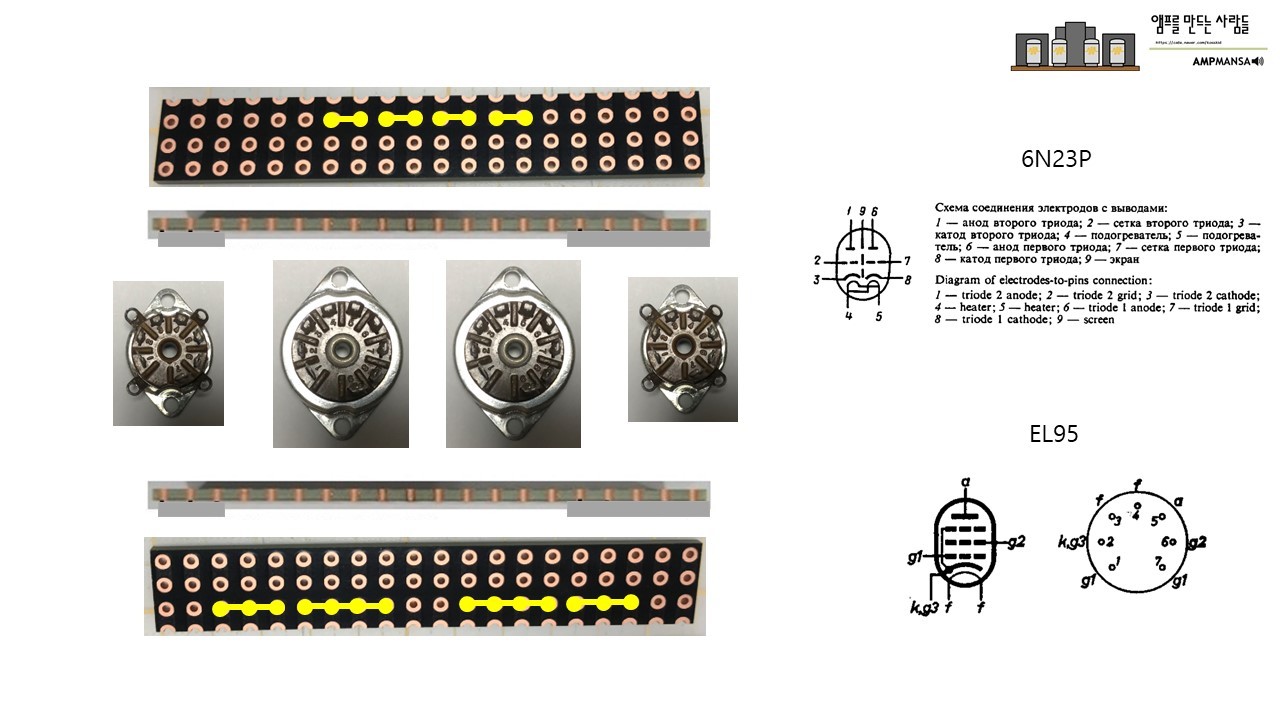 앰프를 만드는 사람들
AMPMANSA
6N23P
1 9 6
2 7
3 8
4 5
Схема соединения электродов с выводами:
1 — анод второго триода; 2 — сетка второго триода; 3 —
катод второго триода; 4 — подогреватель; 5 — подогрева-
тель; 6 — анод первого триода; 7 — сетка первого триода;
8 — катод первого триода; 9 — экран
Diagram of electrodes-to-pins connection:
1 — triode 2 anode; 2 — triode 2 grid; 3 — triode 2 cathode;
4 — heater; 5 — heater; 6 — triode 1 anode; 7 — triode 1 grid;
8 — triode 1 cathode; 9 — screen
EL95
a
g1 g2
k,g3 f f
f
f a
3 4 5
k,g3 2 6 g2
1 7
g1 g1